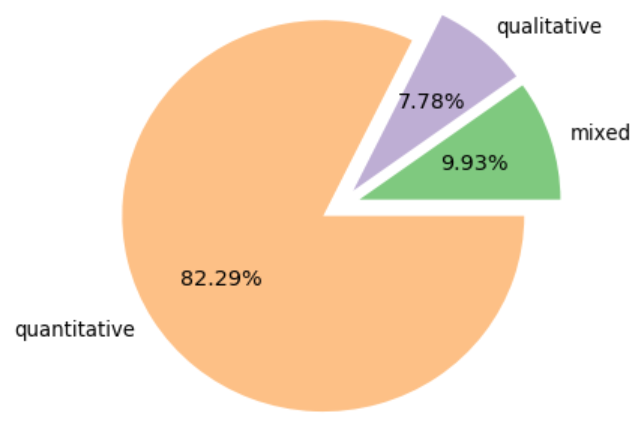 qualitative
7.78%
mixed
9.93%
82.29%
quantitative